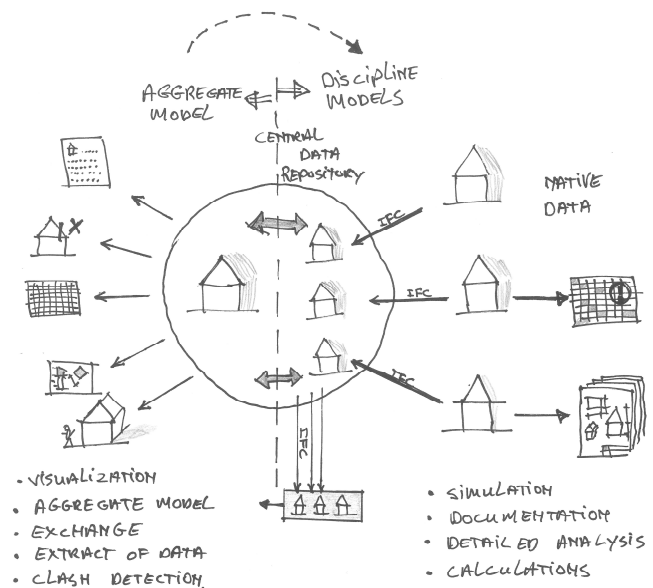 AGGREGATE
MODEL
DISCIPLINE
MODELS
CENTRAL
DATA
REPOSITORY
IFC
NATIVE
DATA
IFC
IFC
IFC
• VISUALIZATION
• AGGREGATE MODEL
• EXCHANGE
• EXTRACT OF DATA
• CLASH DETECTION
• SIMULATION
• DOCUMENTATION
• DETAILED ANALYSIS
• CALCULATIONS